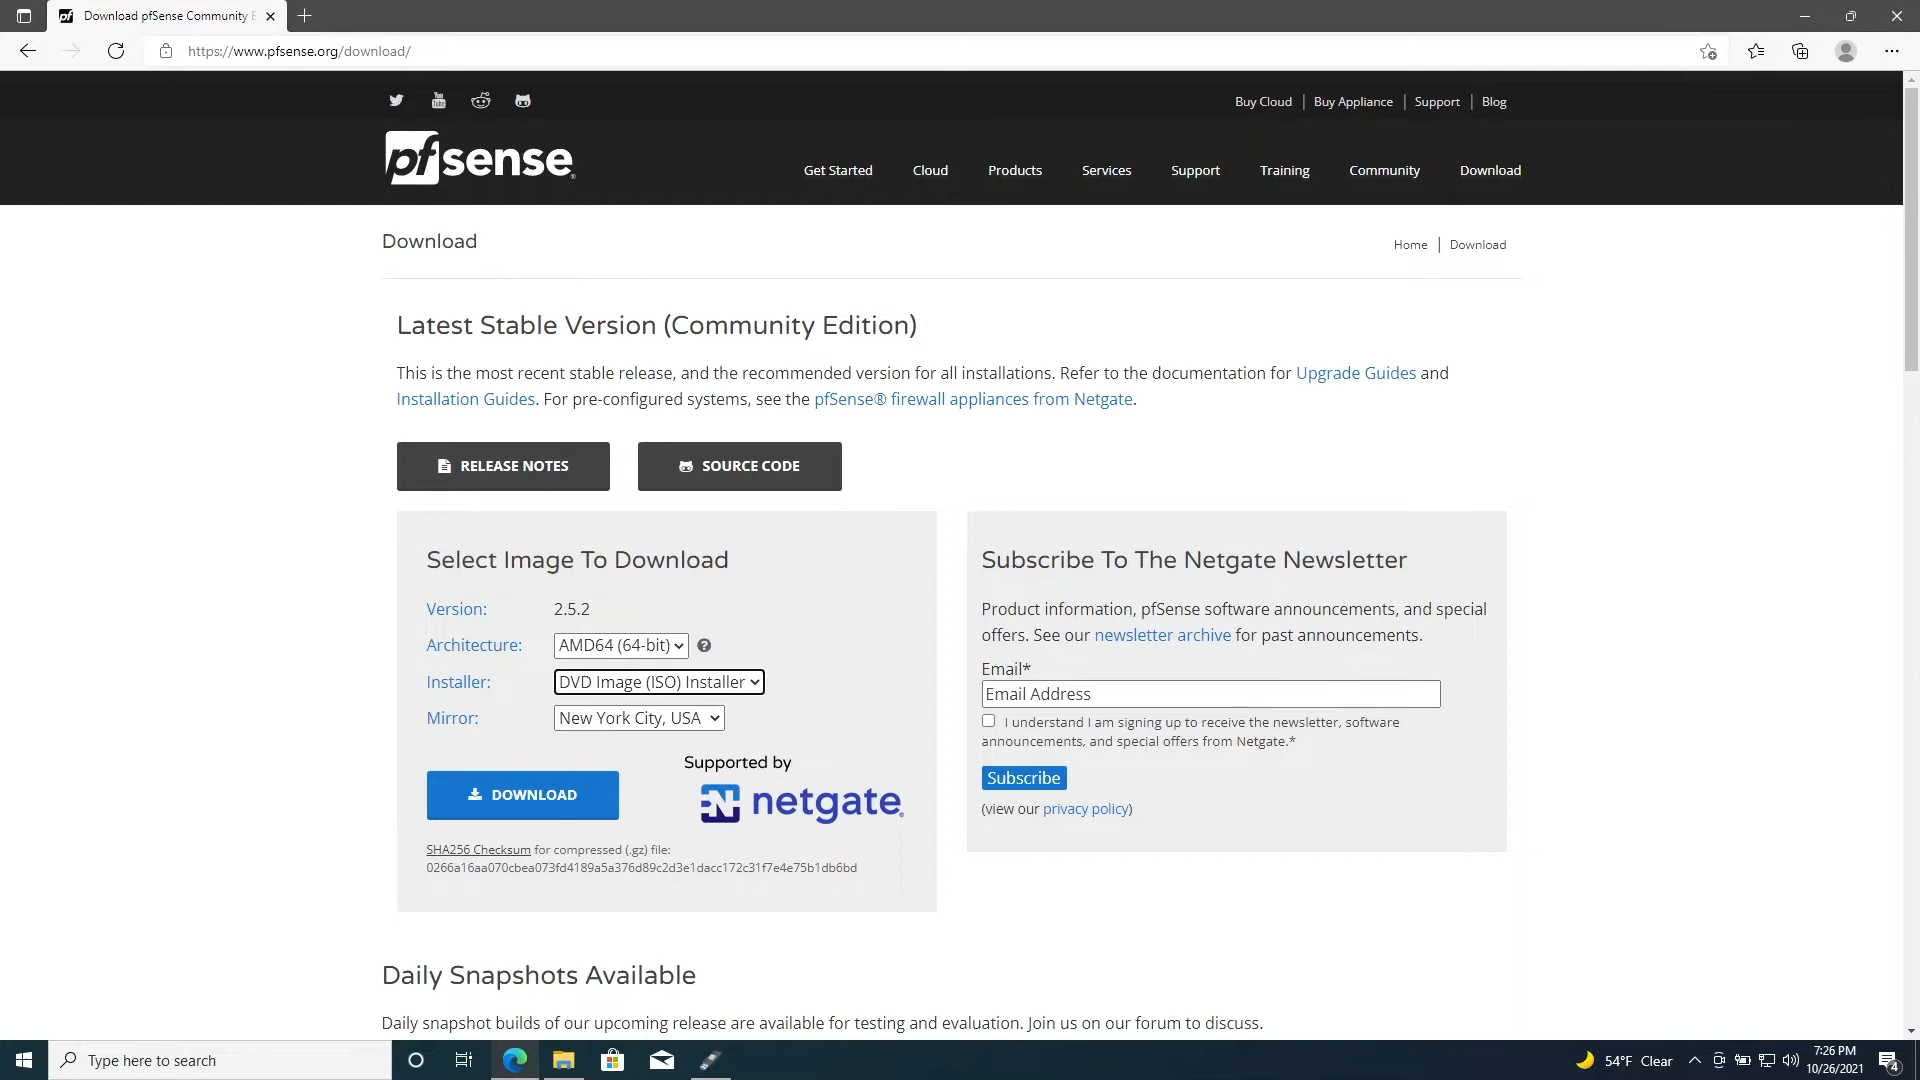 Download pfSense Community E
https://www.pfsense.org/download/
Buy Cloud | Buy Appliance | Support | Blog
pfsense
Get Started Cloud Products Services Support Training Community Download
Download
Home | Download
Latest Stable Version (Community Edition)
This is the most recent stable release, and the recommended version for all installations. Refer to the documentation for Upgrade Guides and
Installation Guides. For pre-configured systems, see the pfSense® firewall appliances from Netgate.
RELEASE NOTES
SOURCE CODE
Select Image To Download
Version: 2.5.2
Architecture: AMD64 (64-bit)
Installer: DVD Image (ISO) Installer
Mirror: New York City, USA
Supported by
N netgate
DOWNLOAD
SHA256 Checksum for compressed (.gz) file:
0266a16aa070cbea073fd4189a5a376d89c2d3e1dacc172c31f7e4e75b1db6bd
Subscribe To The Netgate Newsletter
Product information, pfSense software announcements, and special
offers. See our newsletter archive for past announcements.
Email*
Email Address
I understand I am signing up to receive the newsletter, software
announcements, and special offers from Netgate.*
Subscribe
(view our privacy policy)
Daily Snapshots Available
Daily snapshot builds of our upcoming release are available for testing and evaluation. Join us on our forum to discuss.
Type here to search
54°F Clear
7:26 PM
10/26/2021
4